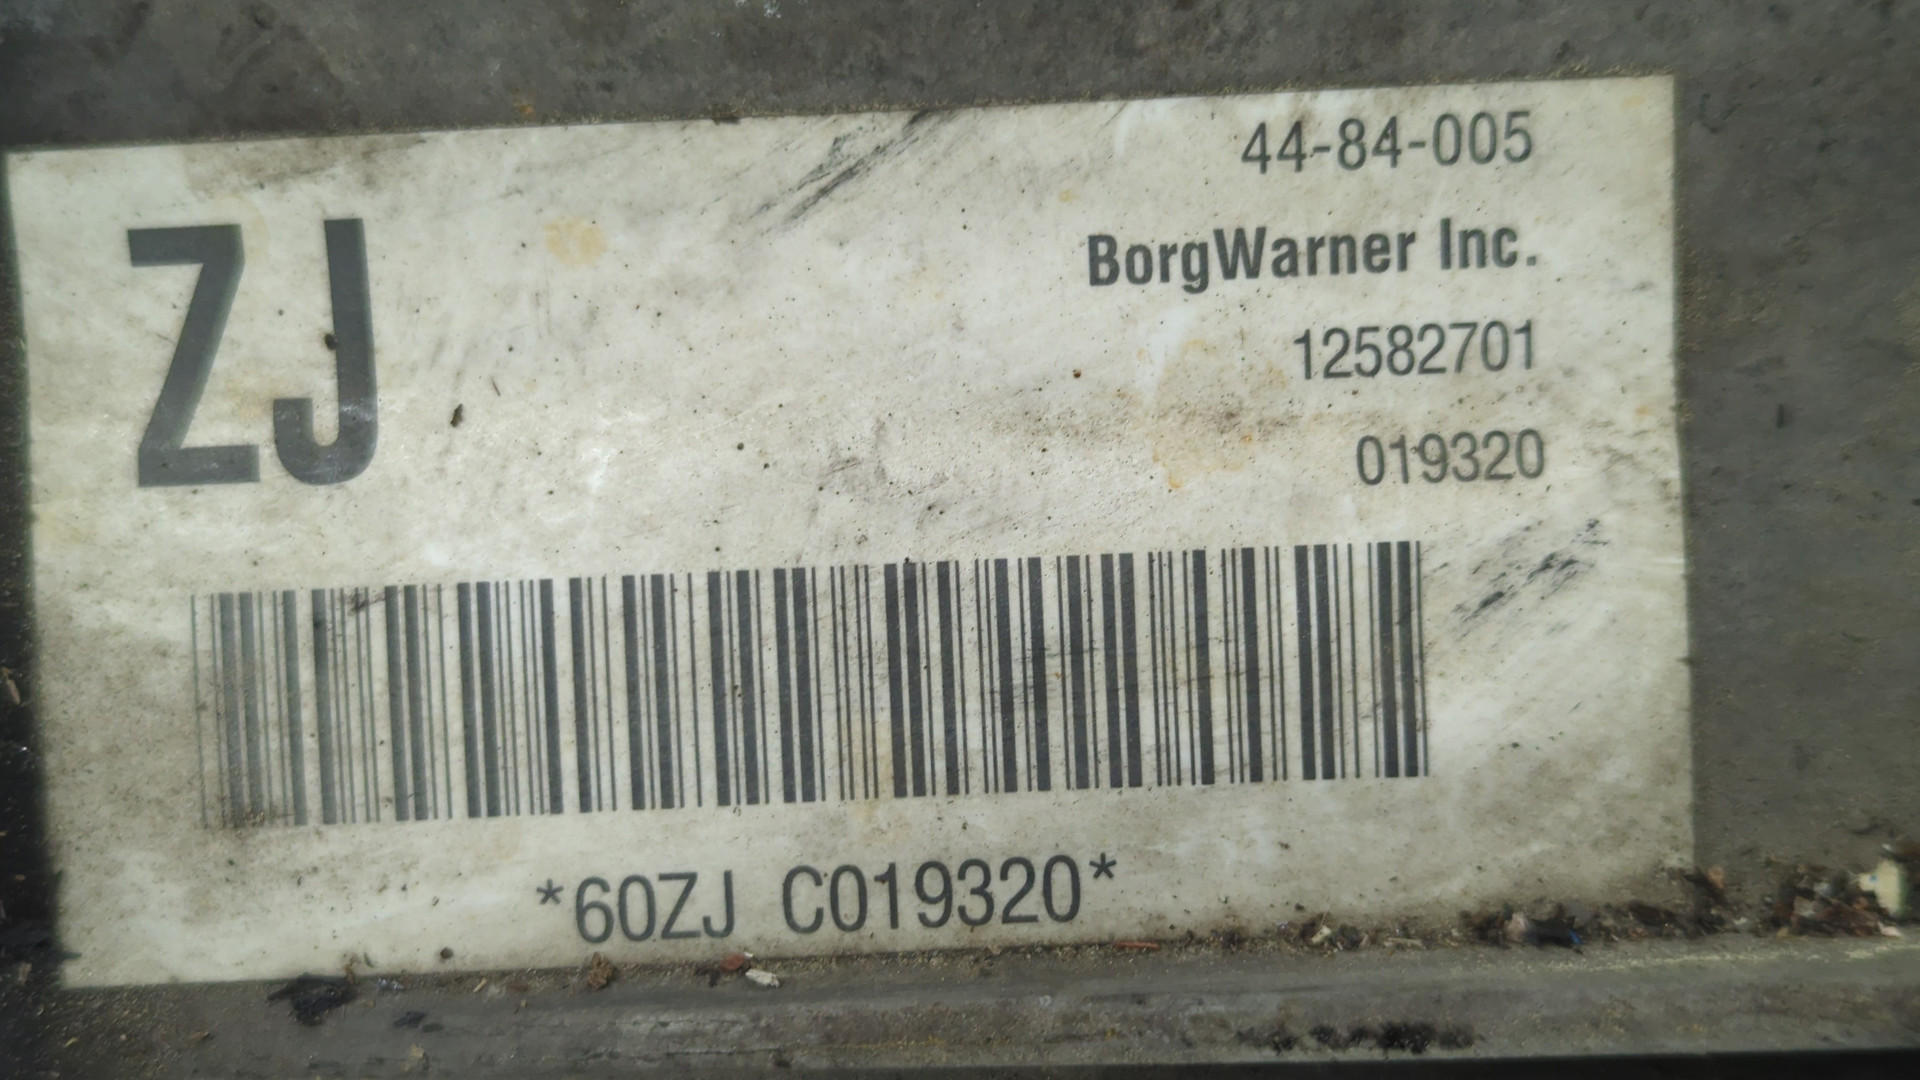 44-84-005
ZJ
BorgWarner Inc.
12582701
019320
*60ZJ C019320*